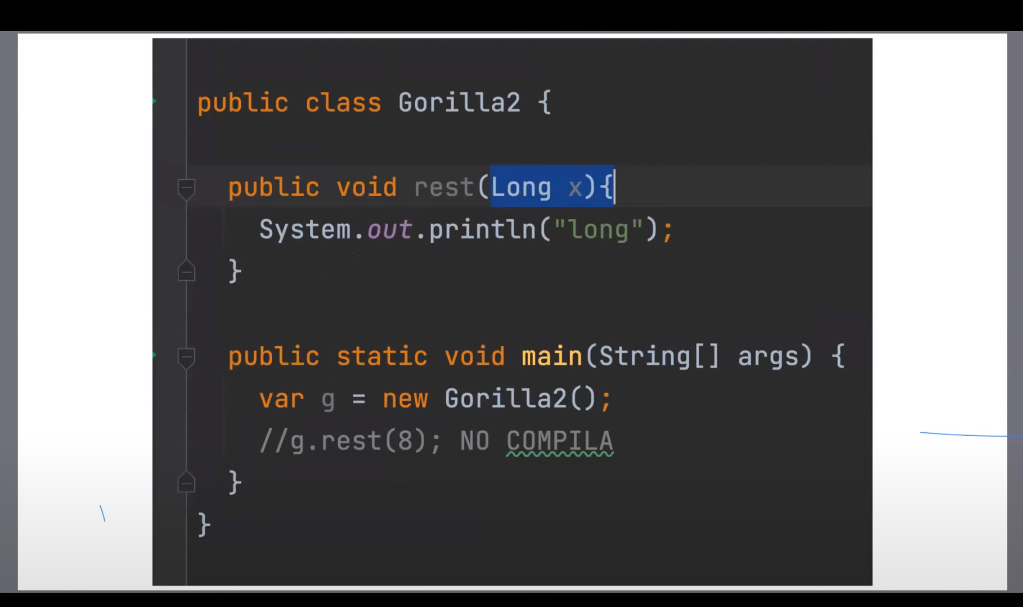 public class Gorilla2 {
public void rest(Long x){
System.out.println("long");
}
public static void main(String[] args) {
var g = new Gorilla2();
//g.rest(8); NO COMPILA
}
}